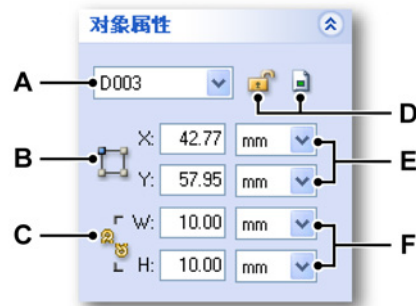 对象属性
A
D003
D
B
X: 42.77 mm
E
Y: 57.95 mm
C
W: 10.00 mm
F
H: 10.00 mm